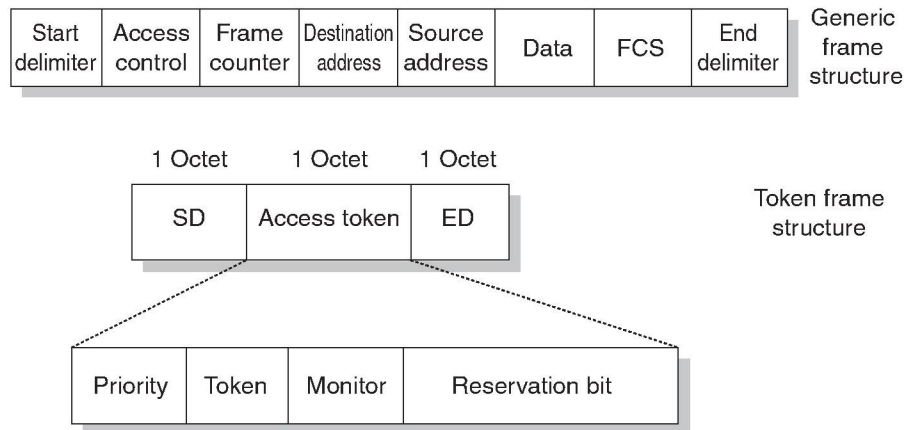 Start delimiter
Access control
Frame counter
Destination address
Source address
Data
FCS
End delimiter
Generic frame structure
1 Octet
1 Octet
1 Octet
SD
Access token
ED
Token frame structure
Priority
Token
Monitor
Reservation bit